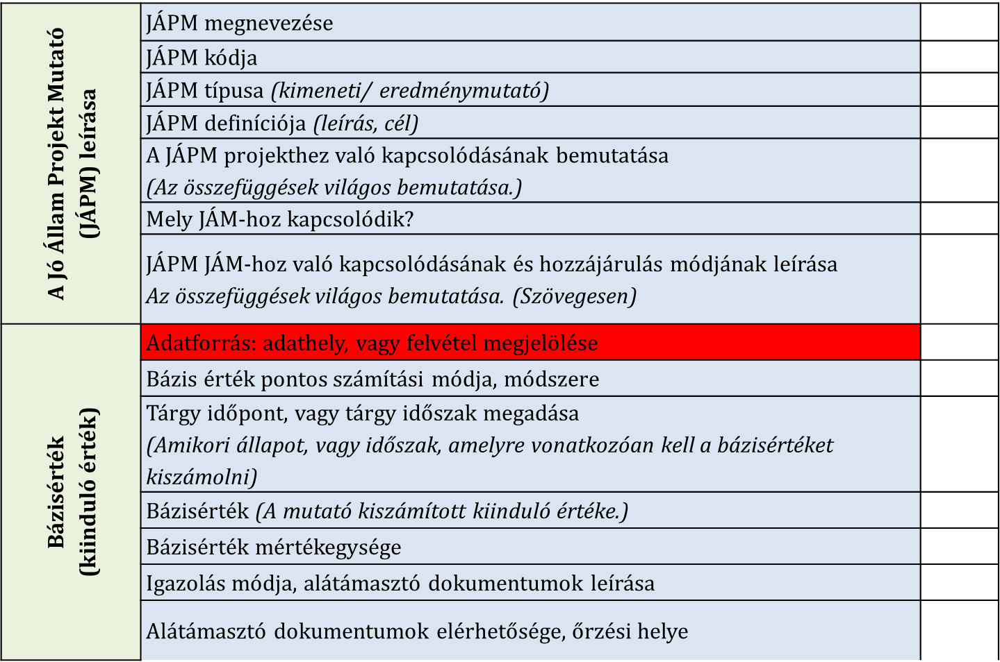 A Jó Állam Projekt Mutató
(JÁPM) leírása
JÁPM megnevezése
JÁPM kódja
JÁPM típusa (kimeneti/ eredménymutató)
JÁPM definíciója (leírás, cél)
A JÁPM projekthez való kapcsolódásának bemutatása
(Az összefüggések világos bemutatása.)
Mely JÁM-hoz kapcsolódik?
JÁPM JÁM-hoz való kapcsolódásának és hozzájárulás módjának leírása
Az összefüggések világos bemutatása. (Szövegesen)
Bázisérték
(kiinduló érték)
Adatforrás: adathely, vagy felvétel megjelölése
Bázis érték pontos számítási módja, módszere
Tárgy időpont, vagy tárgy időszak megadása
(Amikori állapot, vagy időszak, amelyre vonatkozóan kell a bázisértéket
kiszámolni)
Bázisérték (A mutató kiszámított kiinduló értéke.)
Bázisérték mértékegysége
Igazolás módja, alátámasztó dokumentumok leírása
Alátámasztó dokumentumok elérhetősége, őrzési helye